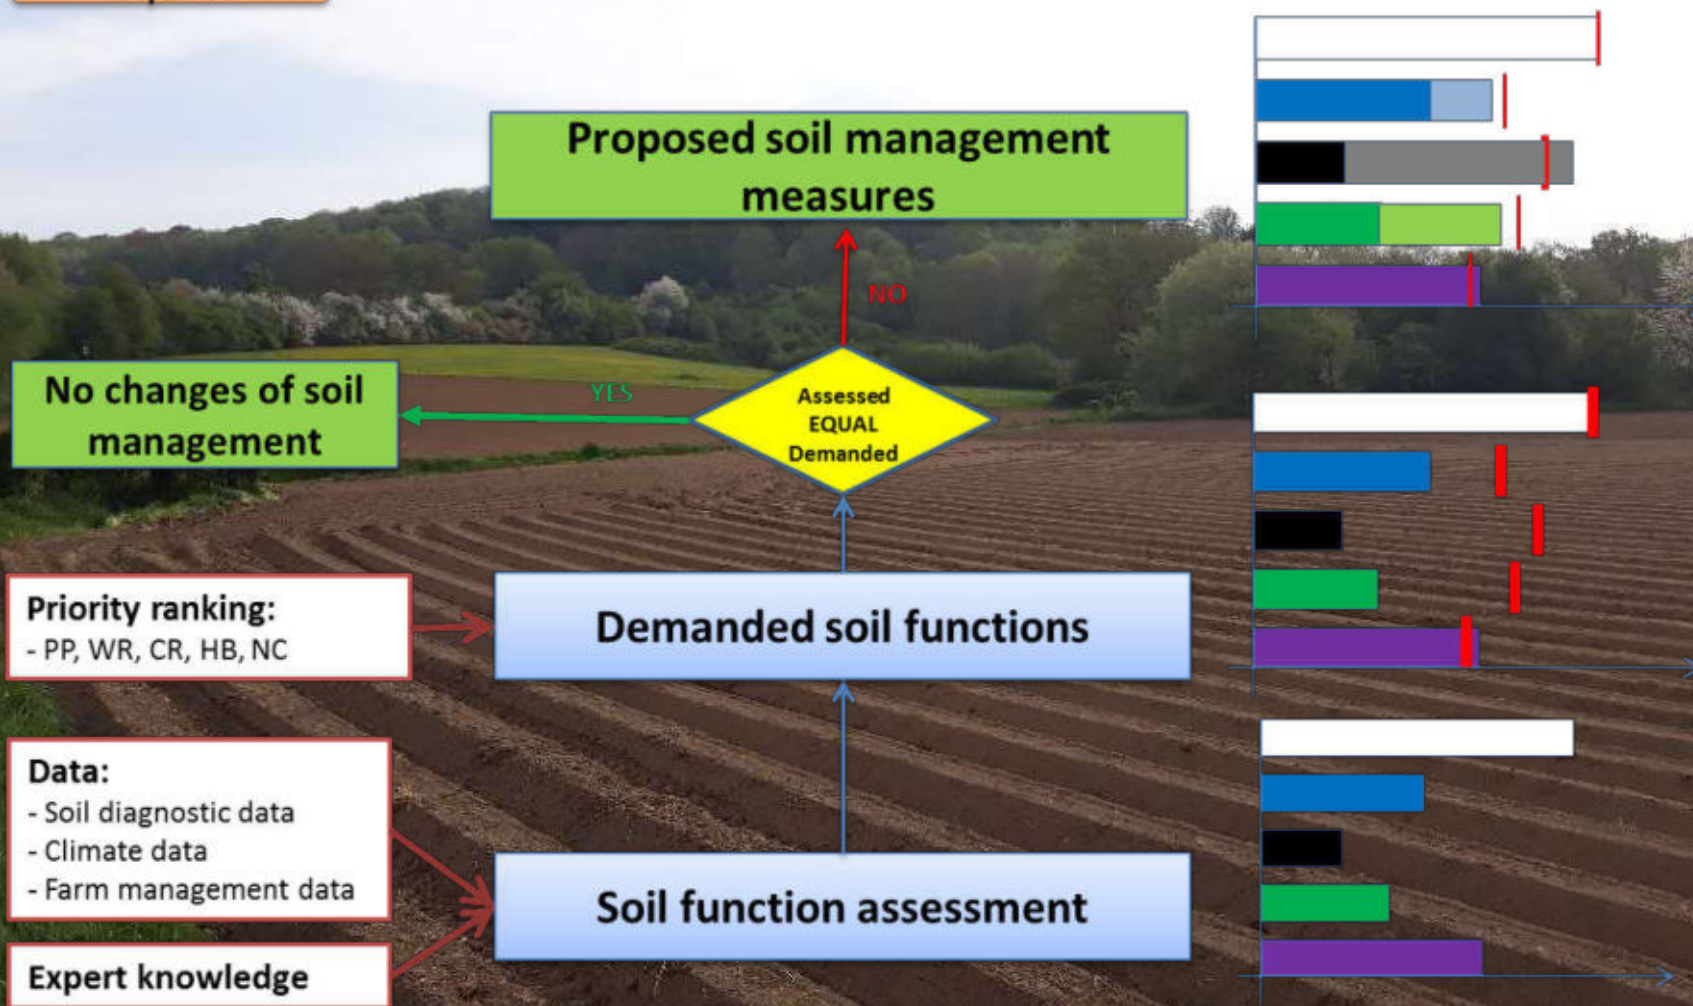 Proposed soil management
measures
NO
No changes of soil
management
YES
Assessed
EQUAL
Demanded
Priority ranking:
- PP, WR, CR, HB, NC
Demanded soil functions
Data:
- Soil diagnostic data
- Climate data
- Farm management data
Soil function assessment
Expert knowledge